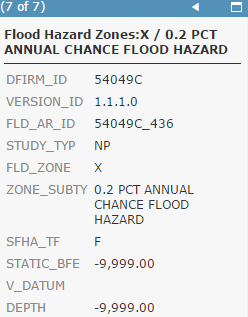 (7 of 7)
Flood Hazard Zones:X / 0.2 PCT
ANNUAL CHANCE FLOOD HAZARD
DFIRM_ID 54049C
VERSION_ID 1.1.1.0
FLD_AR_ID 54049C_436
STUDY_TYP NP
FLD_ZONE X
ZONE_SUBTY 0.2 PCT ANNUAL
CHANCE FLOOD
HAZARD
SFHA_TF F
STATIC_BFE -9,999.00
V_DATUM
DEPTH -9,999.00